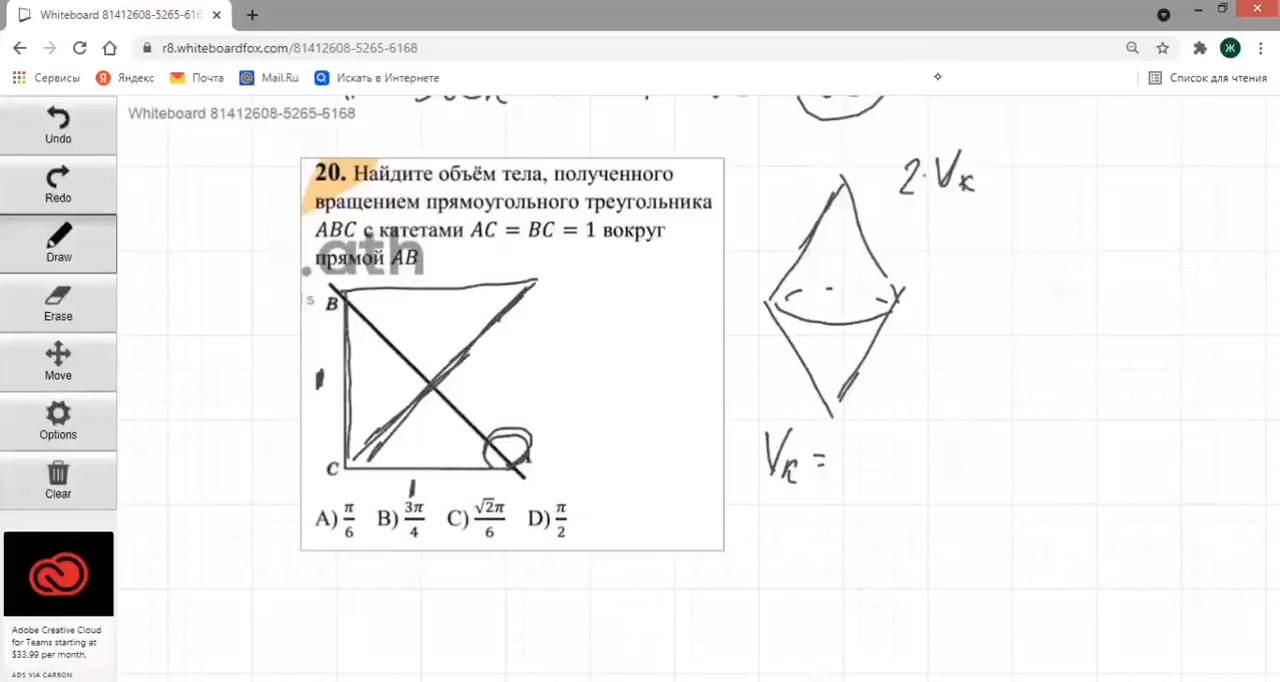 Whiteboard 81412608-5265-616
r8.whiteboardfox.com/81412608-5265-6168
Ж
Сервисы Яндекс Почта Mail.Ru Искать в Интернете Список для чтения
Whiteboard 81412608-5265-6168
Undo
Redo
Draw
Erase
Move
Options
Clear
20. Найдите объём тела, полученного
вращением прямоугольного треугольника
ABC с катетами AC = BC = 1 вокруг
прямой AB
.ath
5
B
1
C
1
A) π/6 B) 3π/4 C) √2π/6 D) π/2
2·Vк
Vк =
Adobe Creative Cloud
for Teams starting at
$33.99 per month.
ADS VIA CARBON